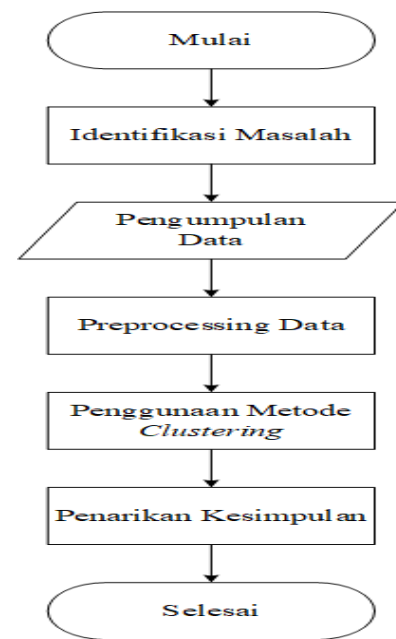 Mulai
Identifikasi Masalah
Pengumpulan
Data
Preprocessing Data
Penggunaan Metode
Clustering
Penarikan Kesimpulan
Selesai